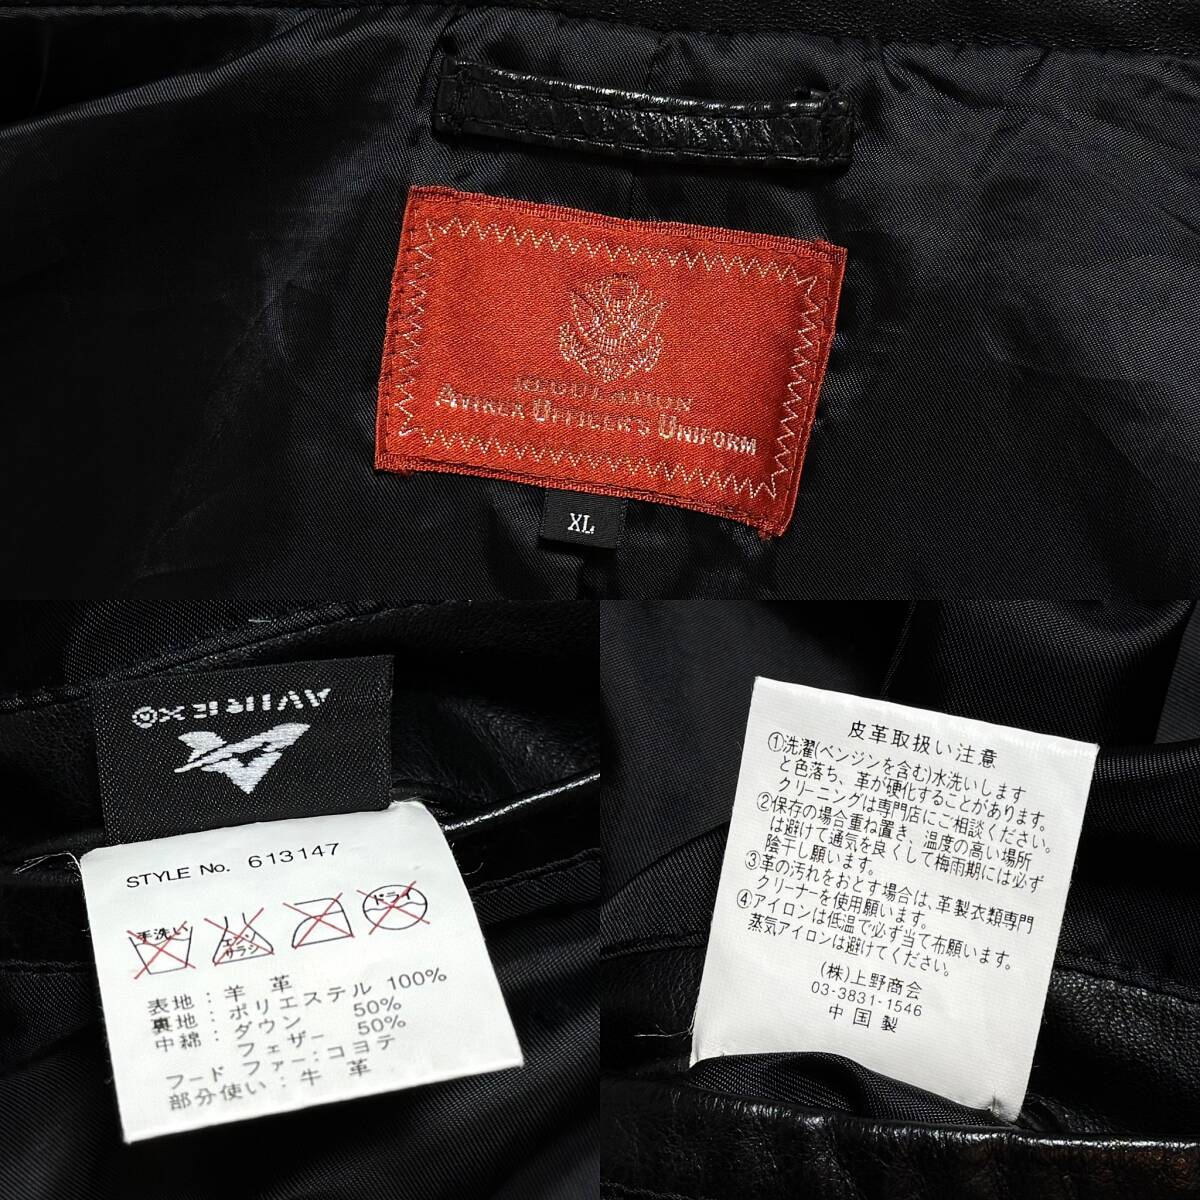 REGULATION
AVIREX OFFICER'S UNIFORM
XL
AVIREX
STYLE No. 613147
手洗い
エンソ
サラシ
ドライ
表地：羊 革
裏地：ポリエステル 100%
中綿：ダウン 50%
フェザー 50%
フード ファー：コヨテ
部分使い：牛 革
皮革取扱い注意
①洗濯(ベンジンを含む)水洗いします
と色落ち、革が硬化することがあります。
クリーニングは専門店にご相談ください。
②保存の場合重ね置き、温度の高い場所
は避けて通気を良くして梅雨期には必ず
陰干し願います。
③革の汚れをおとす場合は、革製衣類専門
クリーナーを使用願います。
④アイロンは低温で必ず当て布願います。
蒸気アイロンは避けてください。
(株)上野商会
03-3831-1546
中国製